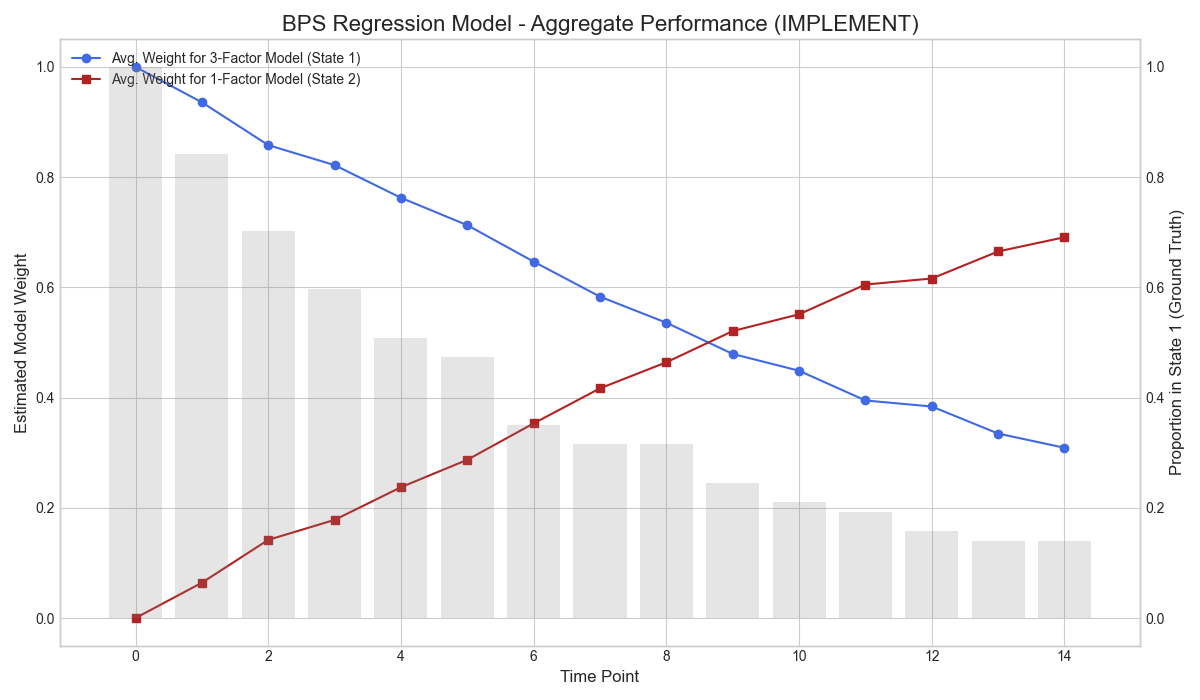 BPS Regression Model - Aggregate Performance (IMPLEMENT)
Avg. Weight for 3-Factor Model (State 1)
Avg. Weight for 1-Factor Model (State 2)
Estimated Model Weight
1.0
0.8
0.6
0.4
0.2
0.0
1.0
0.8
0.6
0.4
0.2
0.0
Proportion in State 1 (Ground Truth)
0 2 4 6 8 10 12 14
Time Point